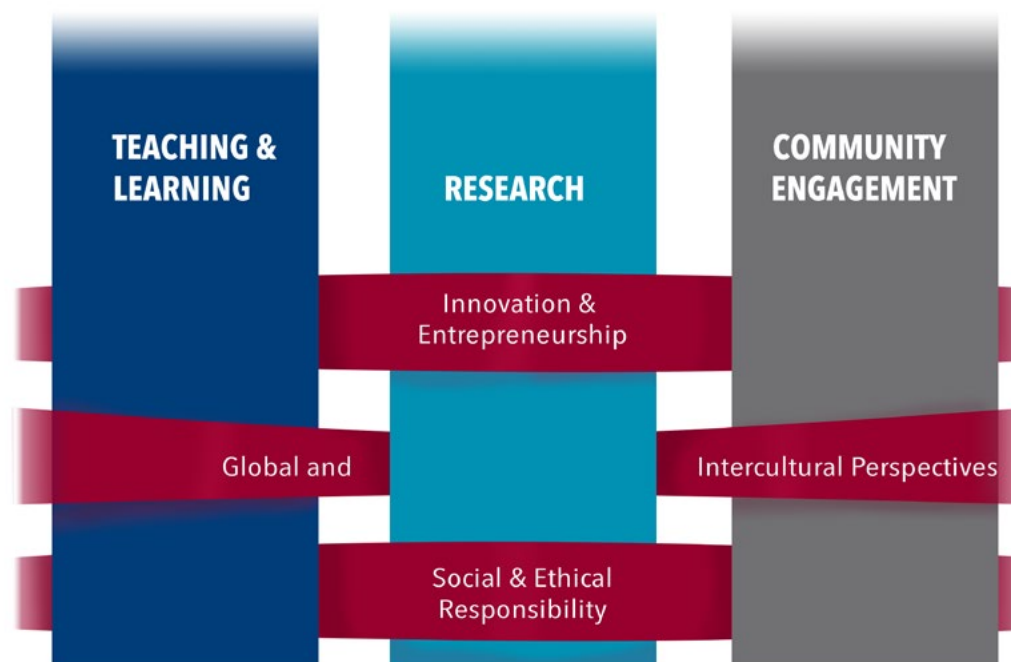 TEACHING &
LEARNING
RESEARCH
COMMUNITY
ENGAGEMENT
Innovation &
Entrepreneurship
Global and
Intercultural Perspectives
Social & Ethical
Responsibility